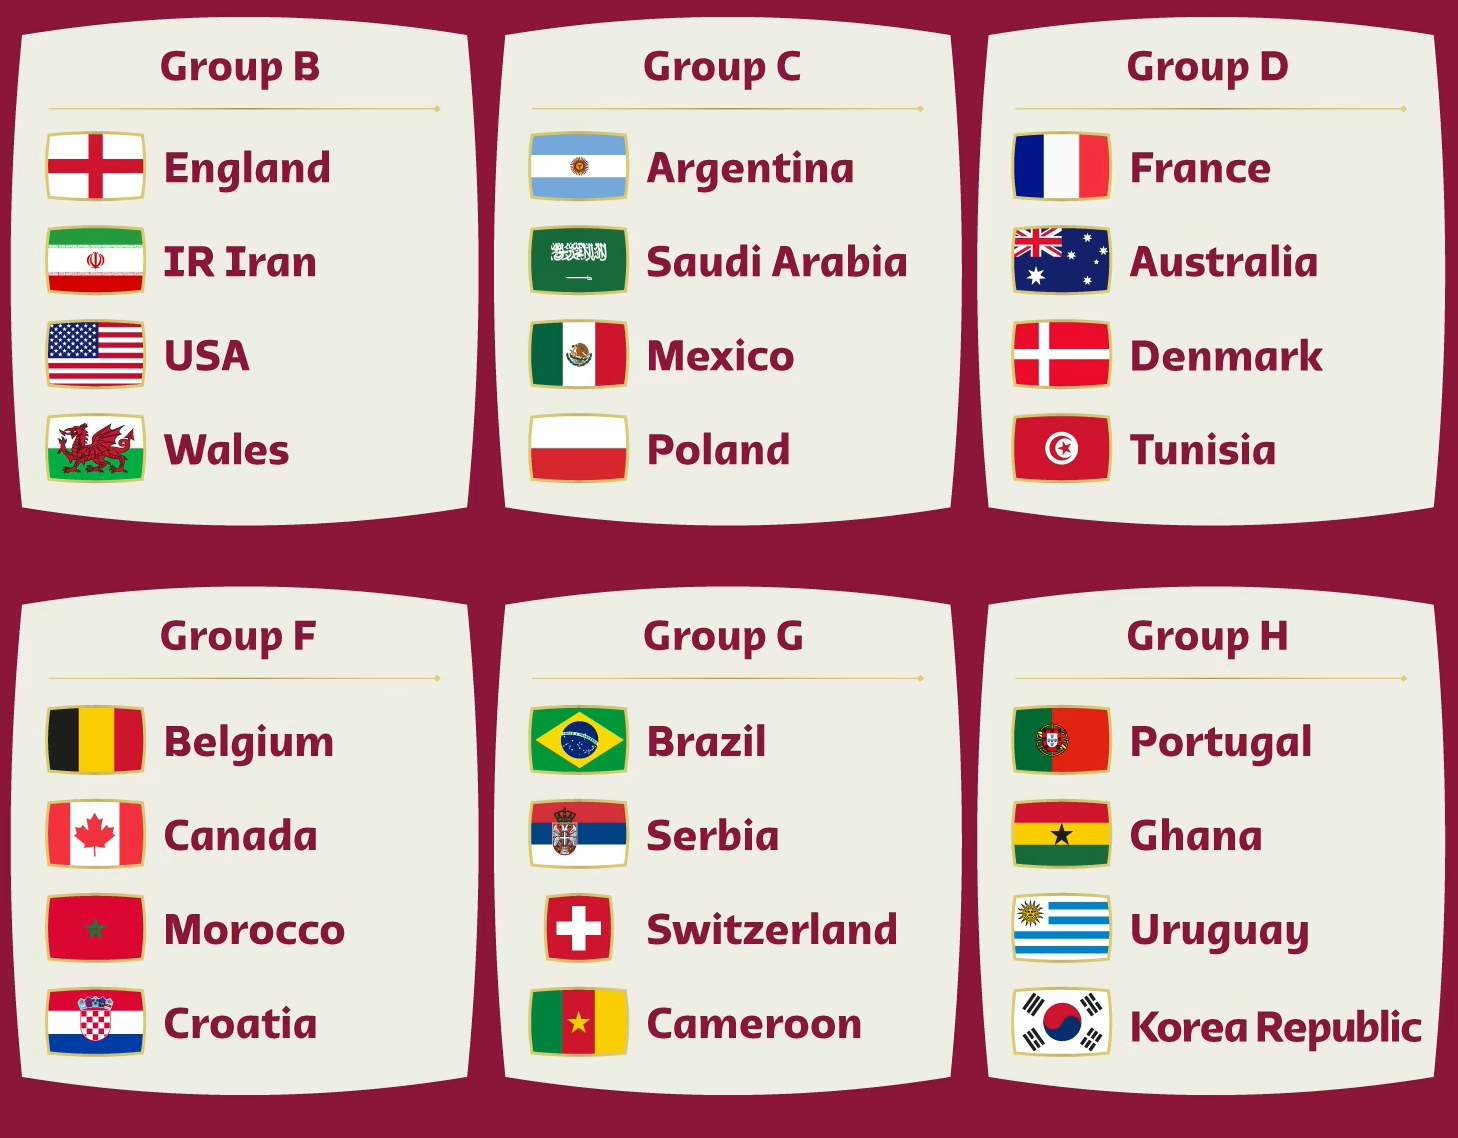 Group B
England
IR Iran
USA
Wales
Group C
Argentina
Saudi Arabia
Mexico
Poland
Group D
France
Australia
Denmark
Tunisia
Group F
Belgium
Canada
Morocco
Croatia
Group G
Brazil
Serbia
Switzerland
Cameroon
Group H
Portugal
Ghana
Uruguay
Korea Republic